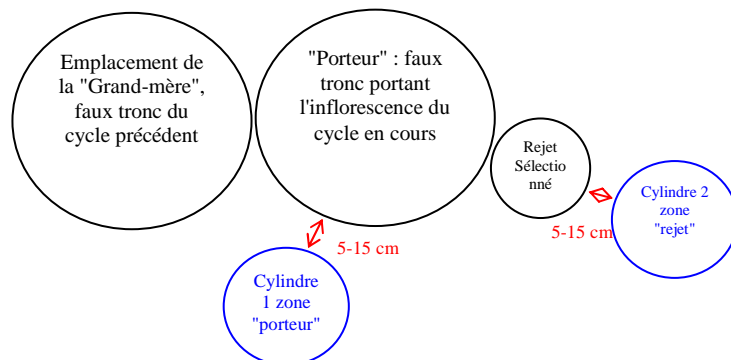 Emplacement de
la "Grand-mère",
faux tronc du
cycle précédent
"Porteur" : faux
tronc portant
l'inflorescence du
cycle en cours
Rejet
Sélectio
nné
Cylindre 2
zone
"rejet"
5-15 cm
5-15 cm
Cylindre
1 zone
"porteur"